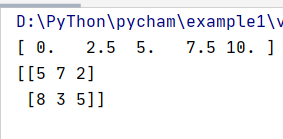 D:\PyThon\pycham\example1\v
[ 0.   2.5  5.   7.5 10. ]
[[5 7 2]
 [8 3 5]]